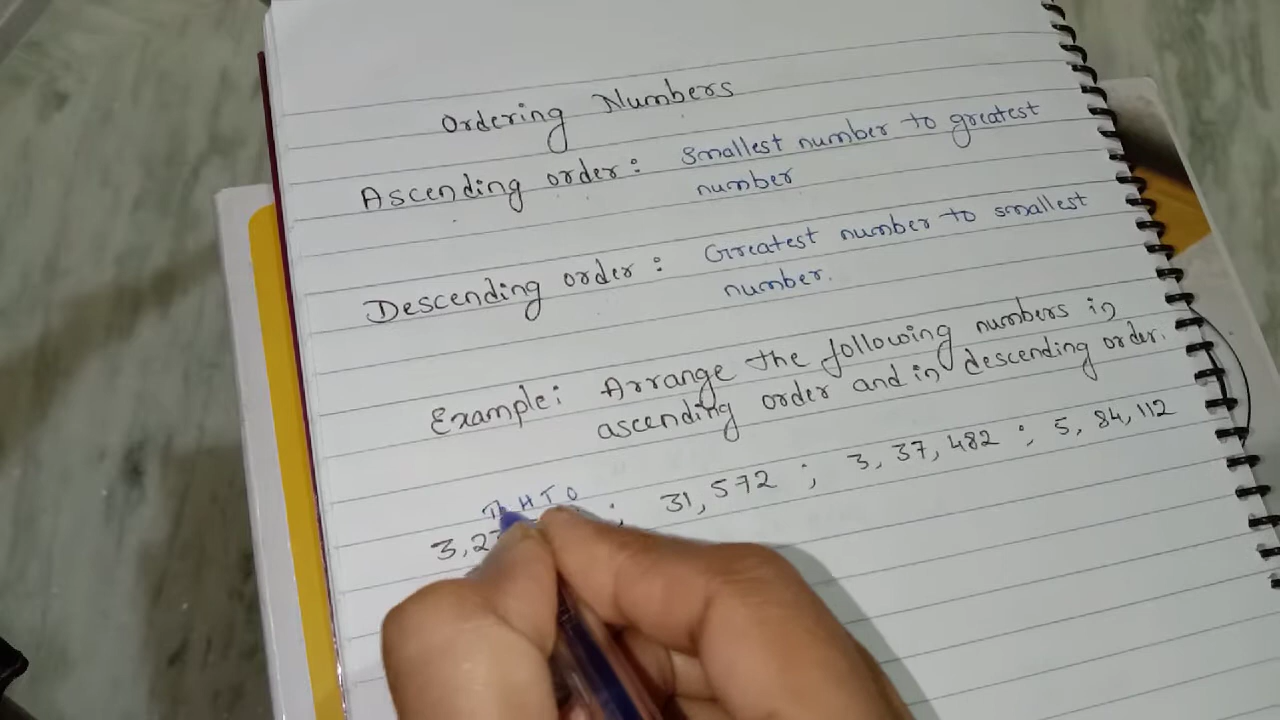 Ordering Numbers
Ascending order: Smallest number to greatest
number
Descending order: Greatest number to smallest
number.
Example: Arrange the following numbers in
ascending order and in descending order.
Th H T O
; 31,572 ; 3,37,482 ; 5,84,112